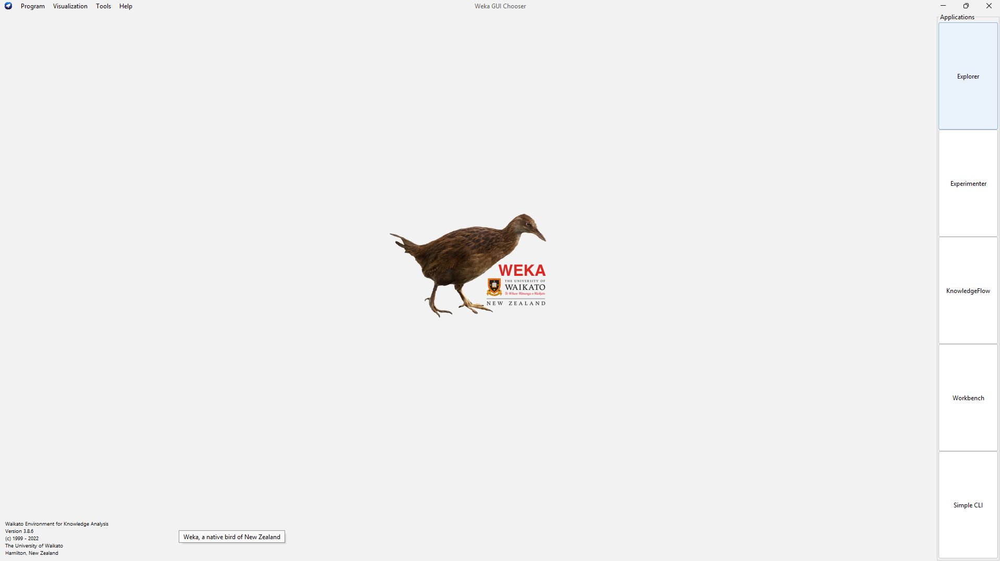 Program Visualization Tools Help
Weka GUI Chooser
Applications
Explorer
Experimenter
KnowledgeFlow
Workbench
Simple CLI
WEKA
THE UNIVERSITY OF
WAIKATO
Te Whare Wānanga o Waikato
NEW ZEALAND
Waikato Environment for Knowledge Analysis
Version 3.8.6
(c) 1999 - 2022
The University of Waikato
Hamilton, New Zealand
Weka, a native bird of New Zealand